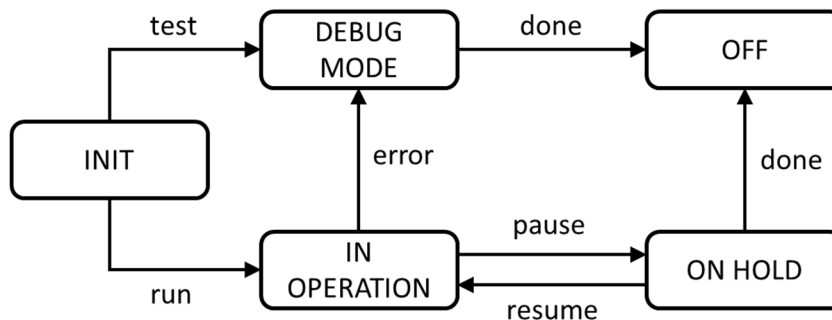 test
DEBUG
MODE
done
OFF
INIT
error
done
run
IN
OPERATION
pause
resume
ON HOLD